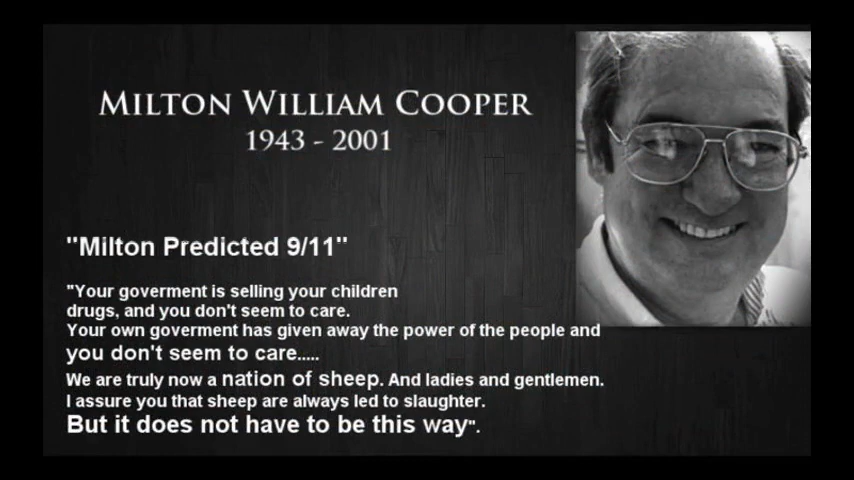 MILTON WILLIAM COOPER
1943 - 2001
"Milton Predicted 9/11"
"Your goverment is selling your children
drugs, and you don't seem to care.
Your own goverment has given away the power of the people and
you don't seem to care.....
We are truly now a nation of sheep. And ladies and gentlemen.
I assure you that sheep are always led to slaughter.
But it does not have to be this way".